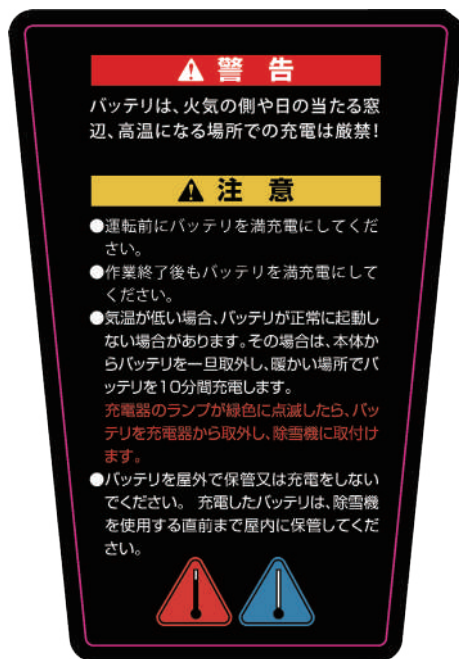 警 告
バッテリは、火気の側や日の当たる窓
辺、高温になる場所での充電は厳禁！
注 意
●運転前にバッテリを満充電にしてくだ
さい。
●作業終了後もバッテリを満充電にして
ください。
●気温が低い場合、バッテリが正常に起動し
ない場合があります。その場合は、本体か
らバッテリを一旦取外し、暖かい場所でバ
ッテリを10分間充電します。
充電器のランプが緑色に点滅したら、バッ
テリを充電器から取外し、除雪機に取付け
ます。
●バッテリを屋外で保管又は充電をしない
でください。 充電したバッテリは、除雪機
を使用する直前まで屋内に保管してくだ
さい。